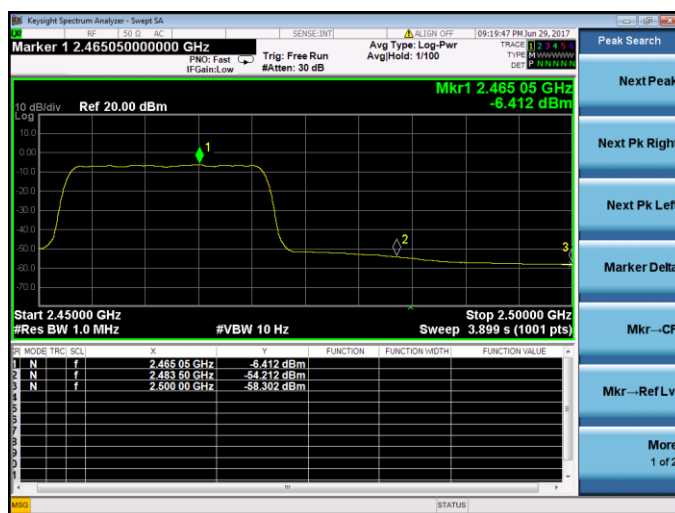 Keysight Spectrum Analyzer - Swept SA
RF 50 Ω AC SENSE:INT ALIGN OFF 09:19:47 PM Jun 29, 2017
Marker 1 2.465050000000 GHz
PNO: Fast
IFGain:Low
Trig: Free Run
#Atten: 30 dB
Avg Type: Log-Pwr
Avg|Hold: 1/100
TRACE 1 2 3 4 5 6
TYPE M W W W W W
DET P N N N N N
Mkr1 2.465 05 GHz
-6.412 dBm
10 dB/div Ref 20.00 dBm
Log
10.0
0.00
-10.0
-20.0
-30.0
-40.0
-50.0
-60.0
-70.0
1
2
3
Start 2.45000 GHz Stop 2.50000 GHz
#Res BW 1.0 MHz #VBW 10 Hz Sweep 3.899 s (1001 pts)
MODE TRC SCL X Y FUNCTION FUNCTION WIDTH FUNCTION VALUE
1 N f 2.465 05 GHz -6.412 dBm
2 N f 2.483 50 GHz -54.212 dBm
3 N f 2.500 00 GHz -58.302 dBm
4
5
6
7
8
9
0
1
MSG STATUS
Peak Search
Next Peak
Next Pk Right
Next Pk Left
Marker Delta
Mkr→CF
Mkr→Ref Lv
More
1 of 2